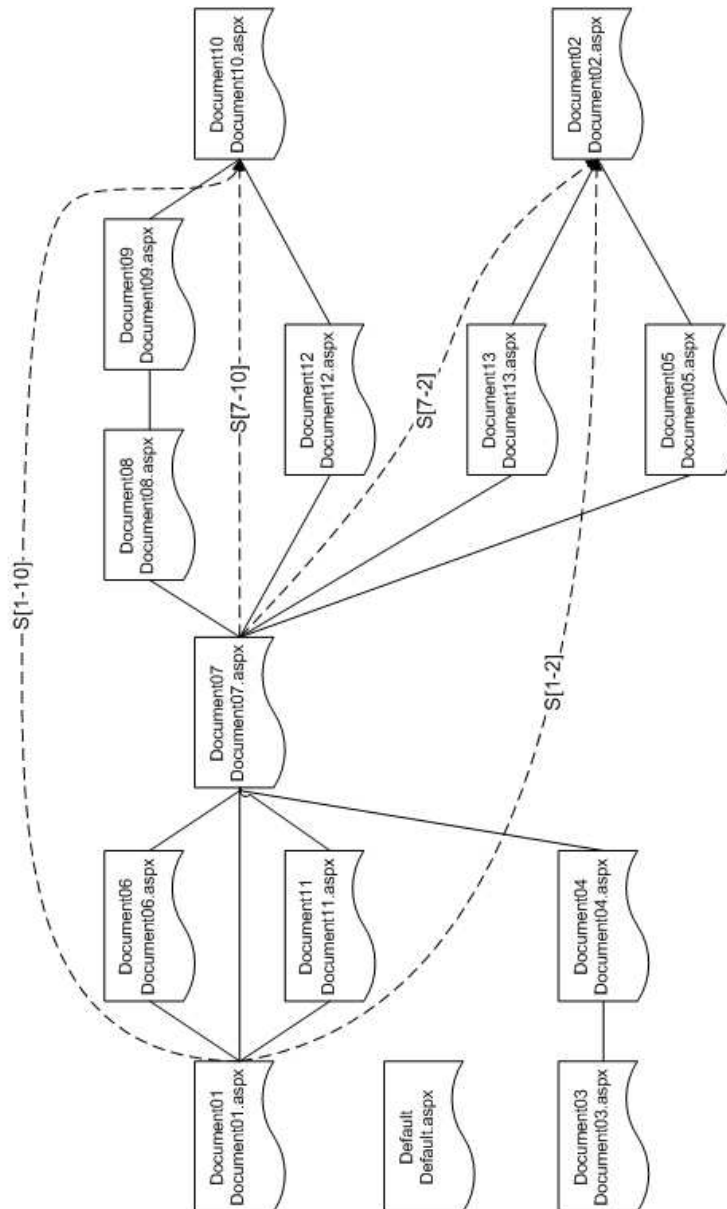 Document10
Document10.aspx
Document02
Document02.aspx
Document09
Document09.aspx
Document12
Document12.aspx
Document13
Document13.aspx
Document05
Document05.aspx
S[1-10]
S[7-10]
S[7-2]
Document08
Document08.aspx
S[1-2]
Document07
Document07.aspx
Document06
Document06.aspx
Document11
Document11.aspx
Document04
Document04.aspx
Document01
Document01.aspx
Default
Default.aspx
Document03
Document03.aspx